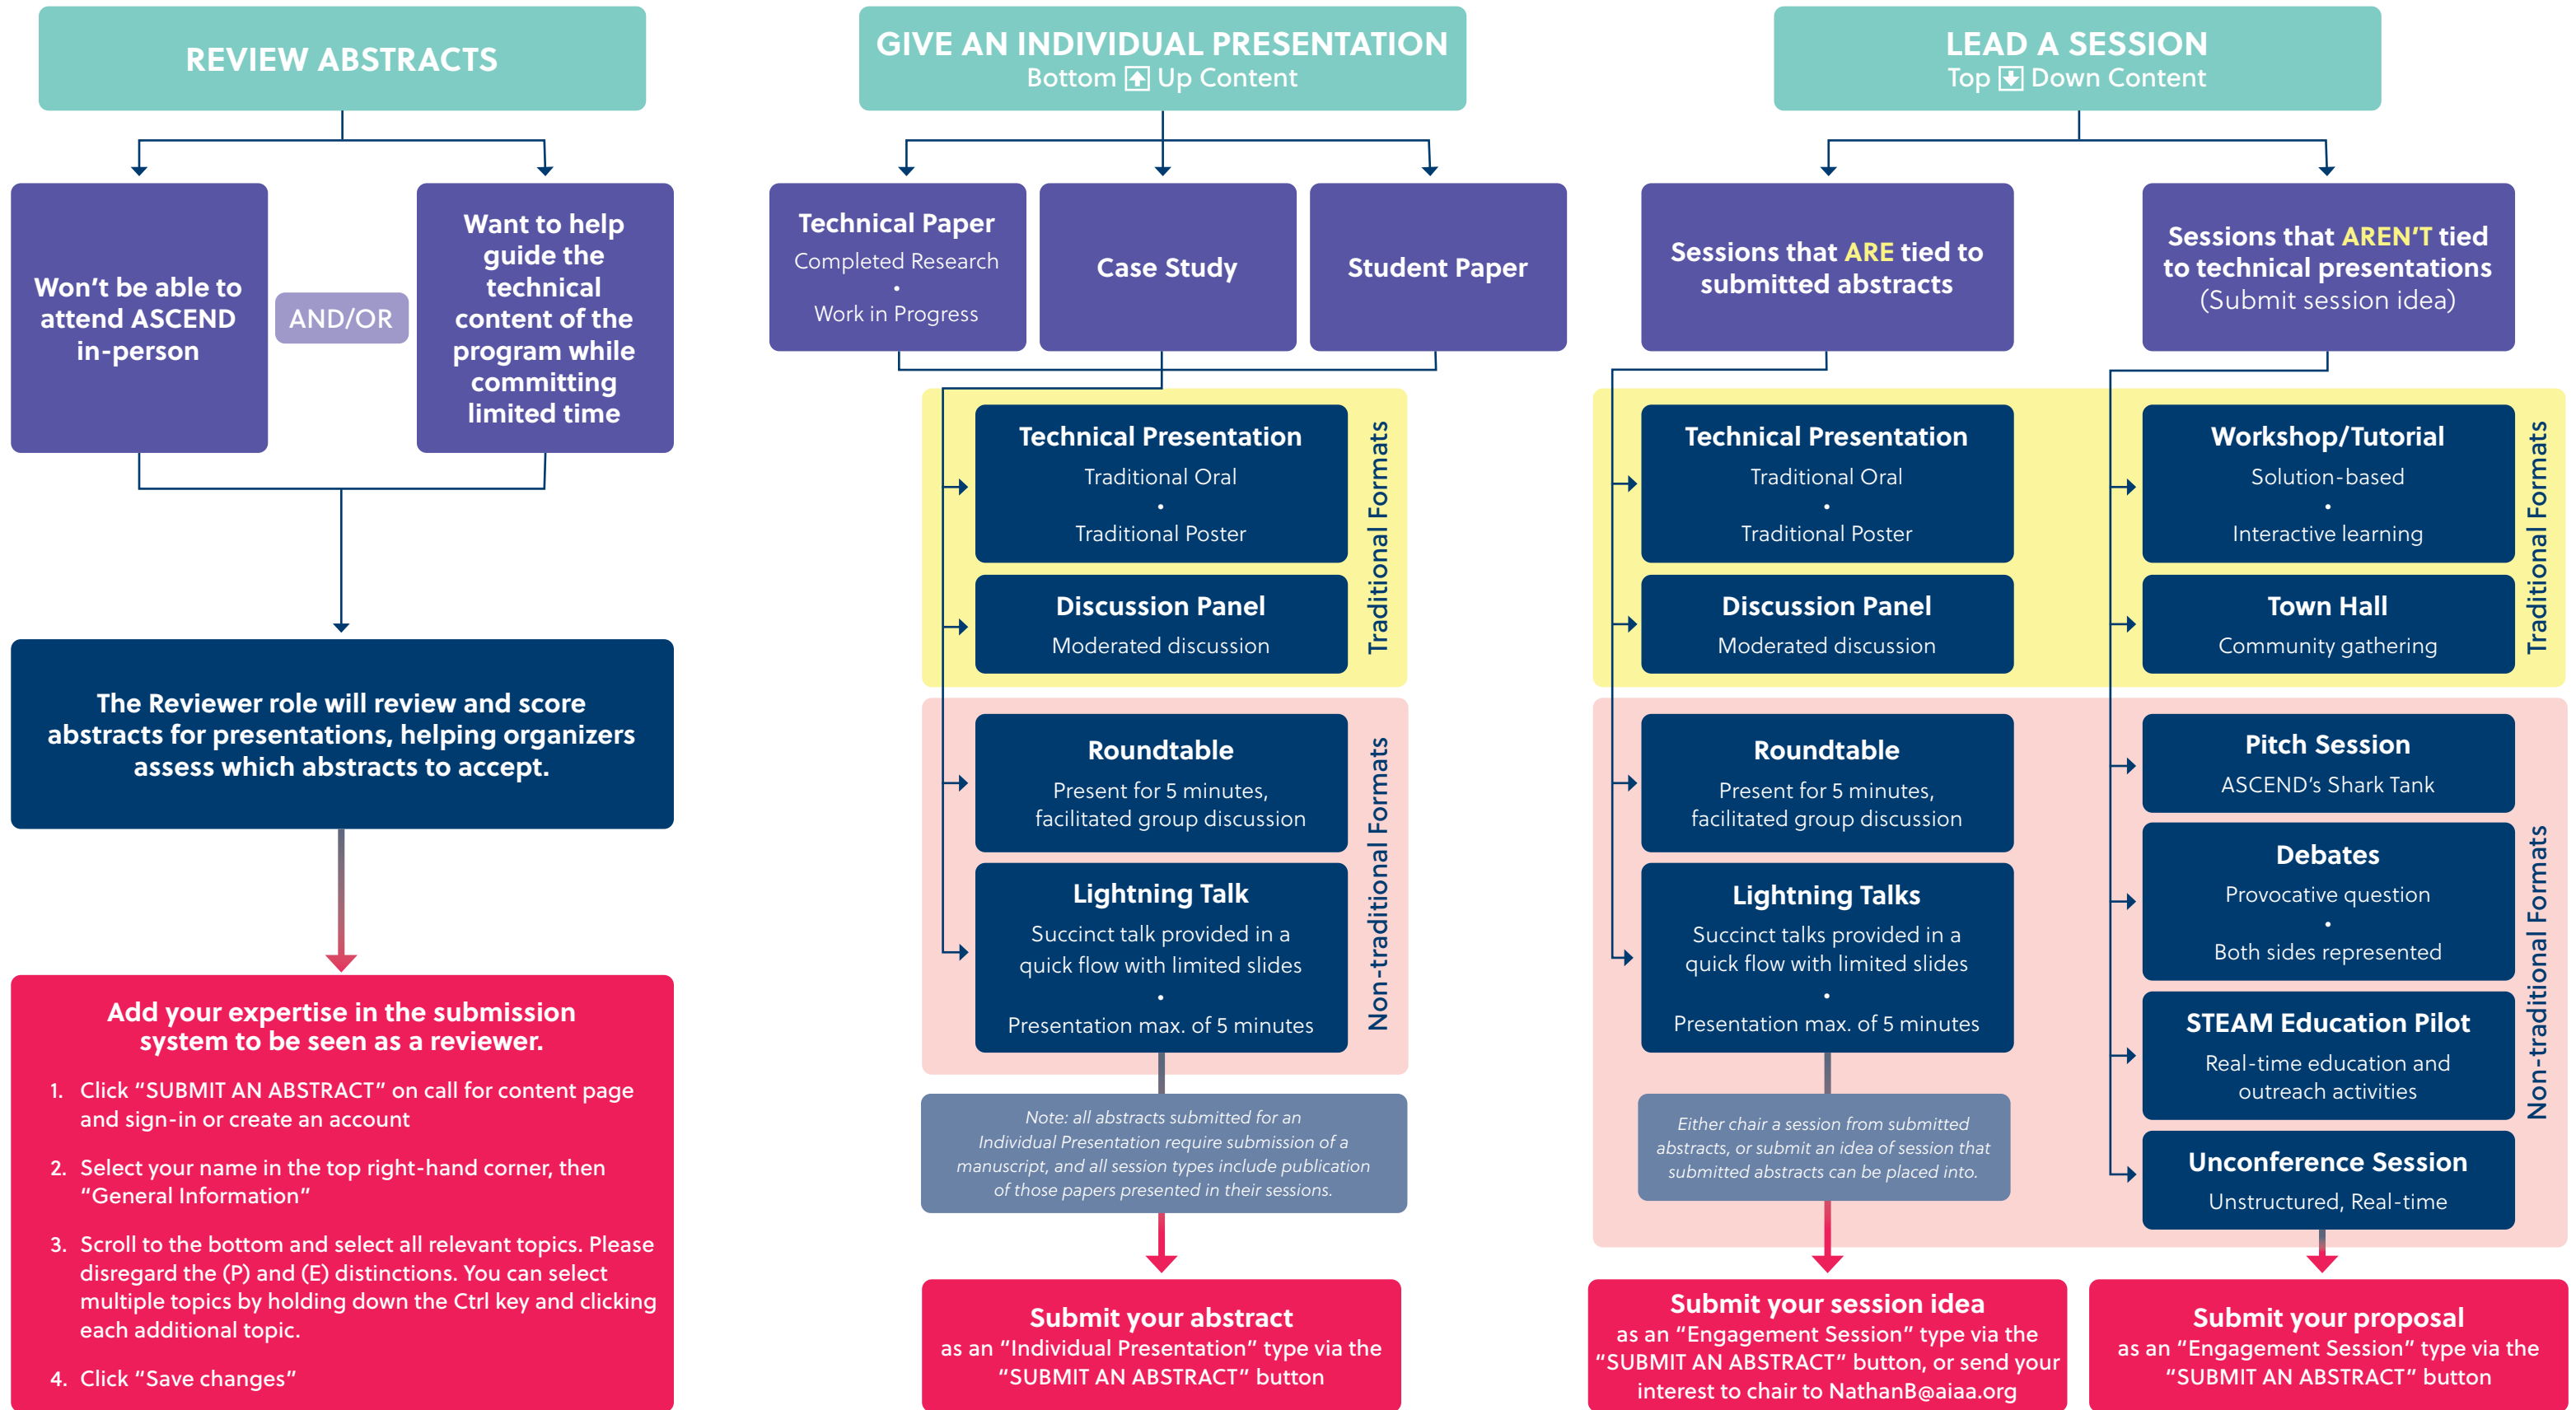 REVIEW ABSTRACTS
Won't be able to
attend ASCEND
in-person
AND/OR
Want to help
guide the
technical
content of the
program while
committing
limited time
The Reviewer role will review and score
abstracts for presentations, helping organizers
assess which abstracts to accept.
Add your expertise in the submission
system to be seen as a reviewer.
1. Click “SUBMIT AN ABSTRACT” on call for content page
and sign-in or create an account
2. Select your name in the top right-hand corner, then
“General Information”
3. Scroll to the bottom and select all relevant topics. Please
disregard the (P) and (E) distinctions. You can select
multiple topics by holding down the Ctrl key and clicking
each additional topic.
4. Click “Save changes”
GIVE AN INDIVIDUAL PRESENTATION
Bottom Up Content
Technical Paper
Completed Research
•
Work in Progress
Case Study
Student Paper
Traditional Formats
Technical Presentation
Traditional Oral
•
Traditional Poster
Discussion Panel
Moderated discussion
Non-traditional Formats
Roundtable
Present for 5 minutes,
facilitated group discussion
Lightning Talk
Succinct talk provided in a
quick flow with limited slides
•
Presentation max. of 5 minutes
Note: all abstracts submitted for an
Individual Presentation require submission of a
manuscript, and all session types include publication
of those papers presented in their sessions.
Submit your abstract
as an “Individual Presentation” type via the
“SUBMIT AN ABSTRACT” button
LEAD A SESSION
Top Down Content
Sessions that ARE tied to
submitted abstracts
Technical Presentation
Traditional Oral
•
Traditional Poster
Discussion Panel
Moderated discussion
Roundtable
Present for 5 minutes,
facilitated group discussion
Lightning Talks
Succinct talks provided in a
quick flow with limited slides
•
Presentation max. of 5 minutes
Either chair a session from submitted
abstracts, or submit an idea of session that
submitted abstracts can be placed into.
Submit your session idea
as an “Engagement Session” type via the
“SUBMIT AN ABSTRACT” button, or send your
interest to chair to NathanB@aiaa.org
Sessions that AREN'T tied
to technical presentations
(Submit session idea)
Traditional Formats
Workshop/Tutorial
Solution-based
•
Interactive learning
Town Hall
Community gathering
Non-traditional Formats
Pitch Session
ASCEND's Shark Tank
Debates
Provocative question
•
Both sides represented
STEAM Education Pilot
Real-time education and
outreach activities
Unconference Session
Unstructured, Real-time
Submit your proposal
as an “Engagement Session” type via the
“SUBMIT AN ABSTRACT” button